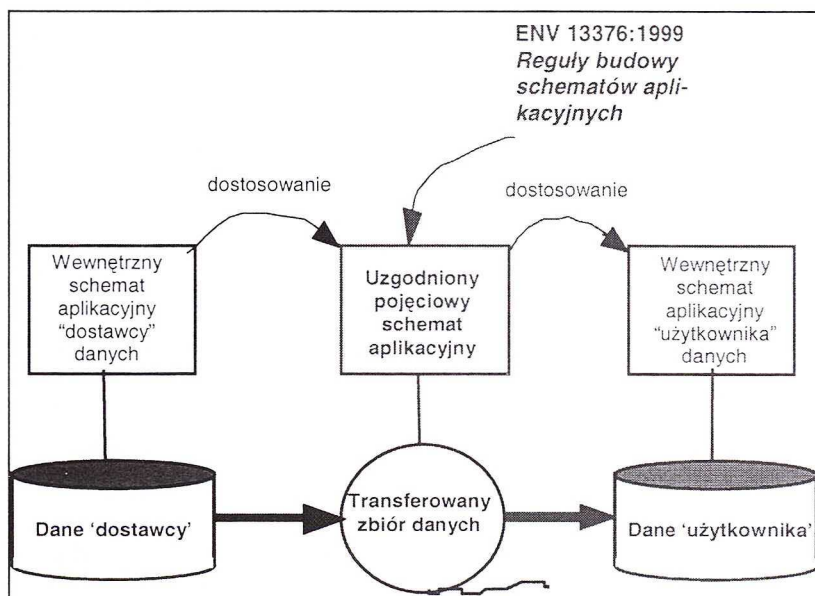 ENV 13376:1999
Reguły budowy
schematów apli-
kacyjnych
dostosowanie
dostosowanie
Wewnętrzny
schemat
aplikacyjny
“dostawcy”
danych
Uzgodniony
pojęciowy
schemat
aplikacyjny
Wewnętrzny
schemat
aplikacyjny
“użytkownika”
danych
Dane ‘dostawcy’
Transferowany
zbiór danych
Dane ‘użytkownika’